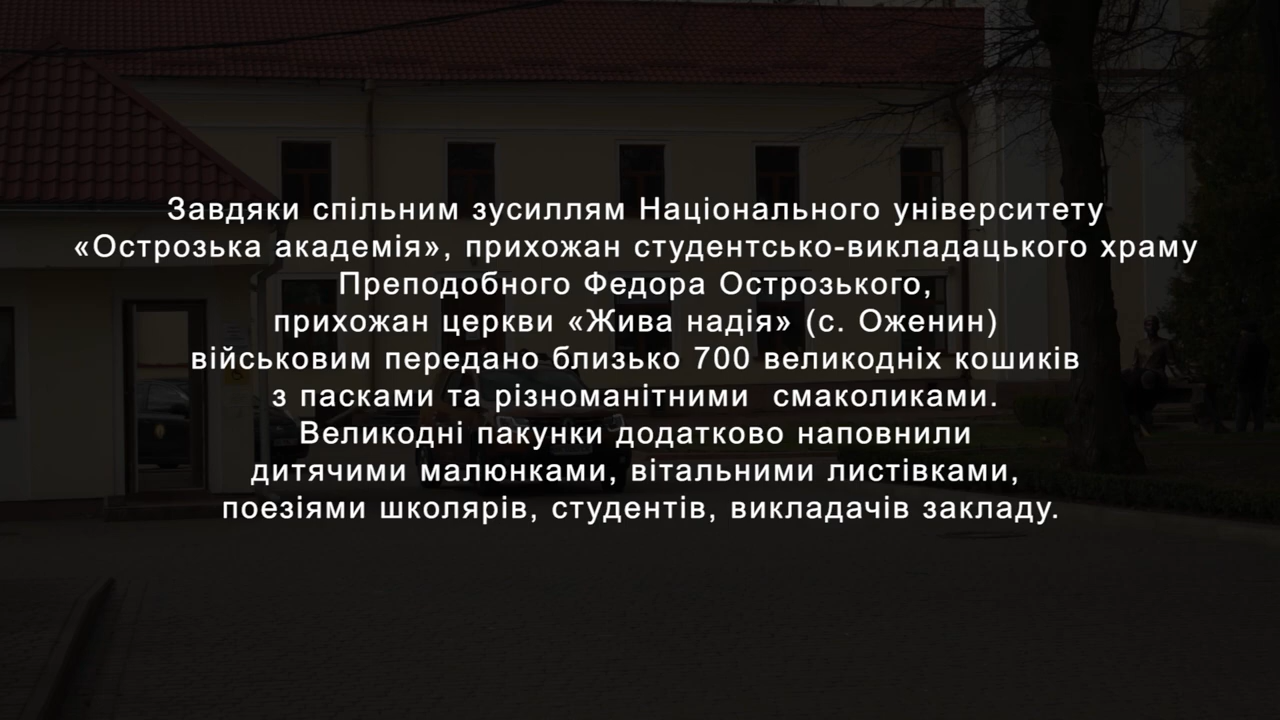 Завдяки спільним зусиллям Національного університету
«Острозька академія», прихожан студентсько-викладацького храму
Преподобного Федора Острозького,
прихожан церкви «Жива надія» (с. Оженин)
військовим передано близько 700 великодніх кошиків
з пасками та різноманітними  смаколиками.
Великодні пакунки додатково наповнили
дитячими малюнками, вітальними листівками,
поезіями школярів, студентів, викладачів закладу.